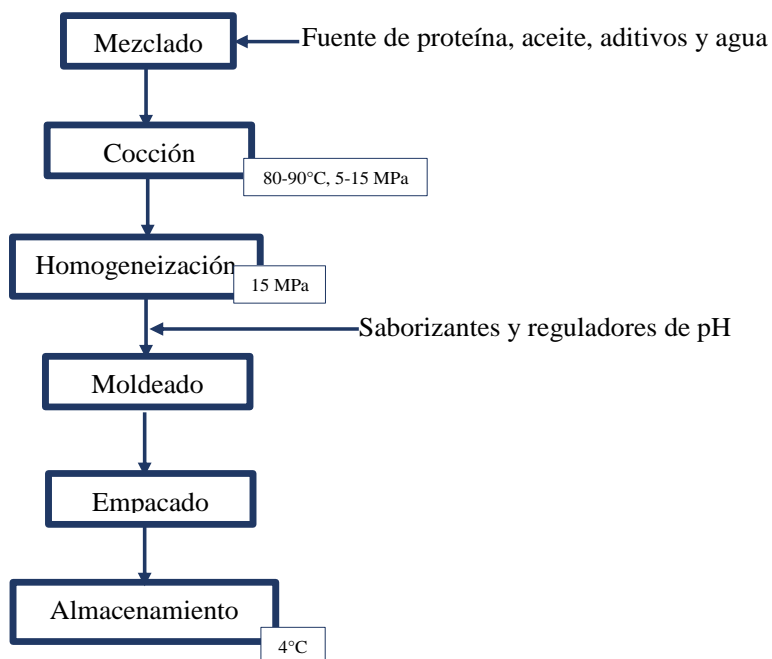 Mezclado
Fuente de proteína, aceite, aditivos y agua
Cocción
80-90°C, 5-15 MPa
Homogeneización
15 MPa
Saborizantes y reguladores de pH
Moldeado
Empacado
Almacenamiento
4°C